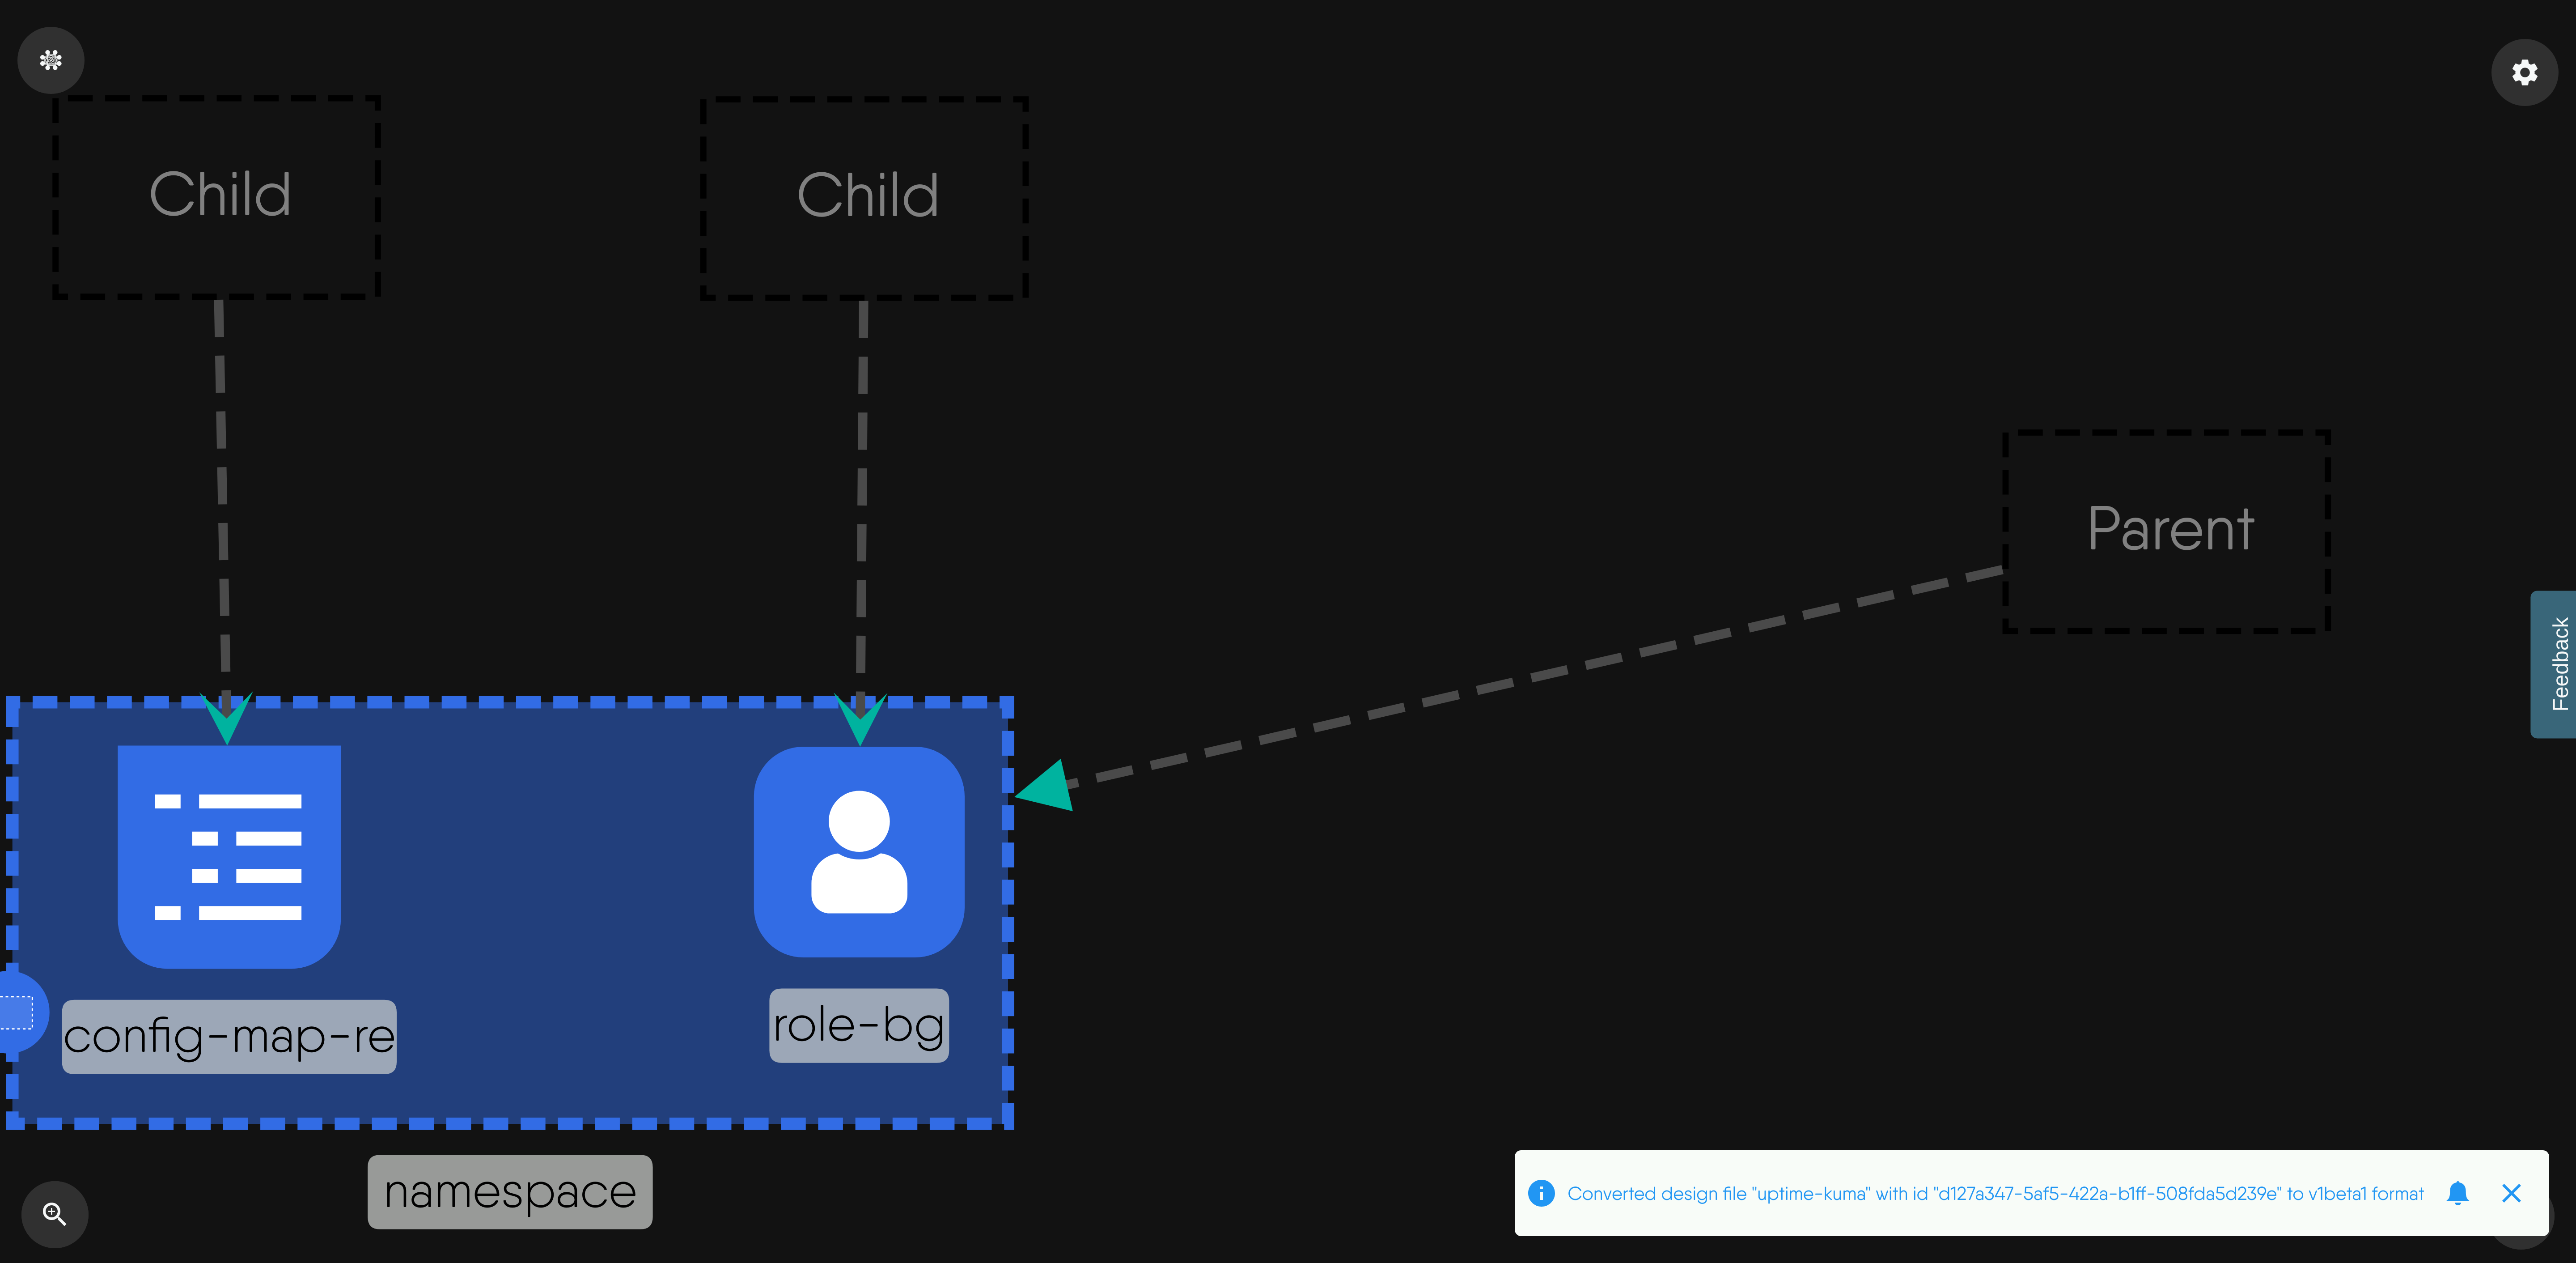 Child
Child
Parent
Feedback
config-map-re
role-bg
namespace
Converted design file "uptime-kuma" with id "d127a347-5af5-422a-b1ff-508fda5d239e" to v1beta1 format